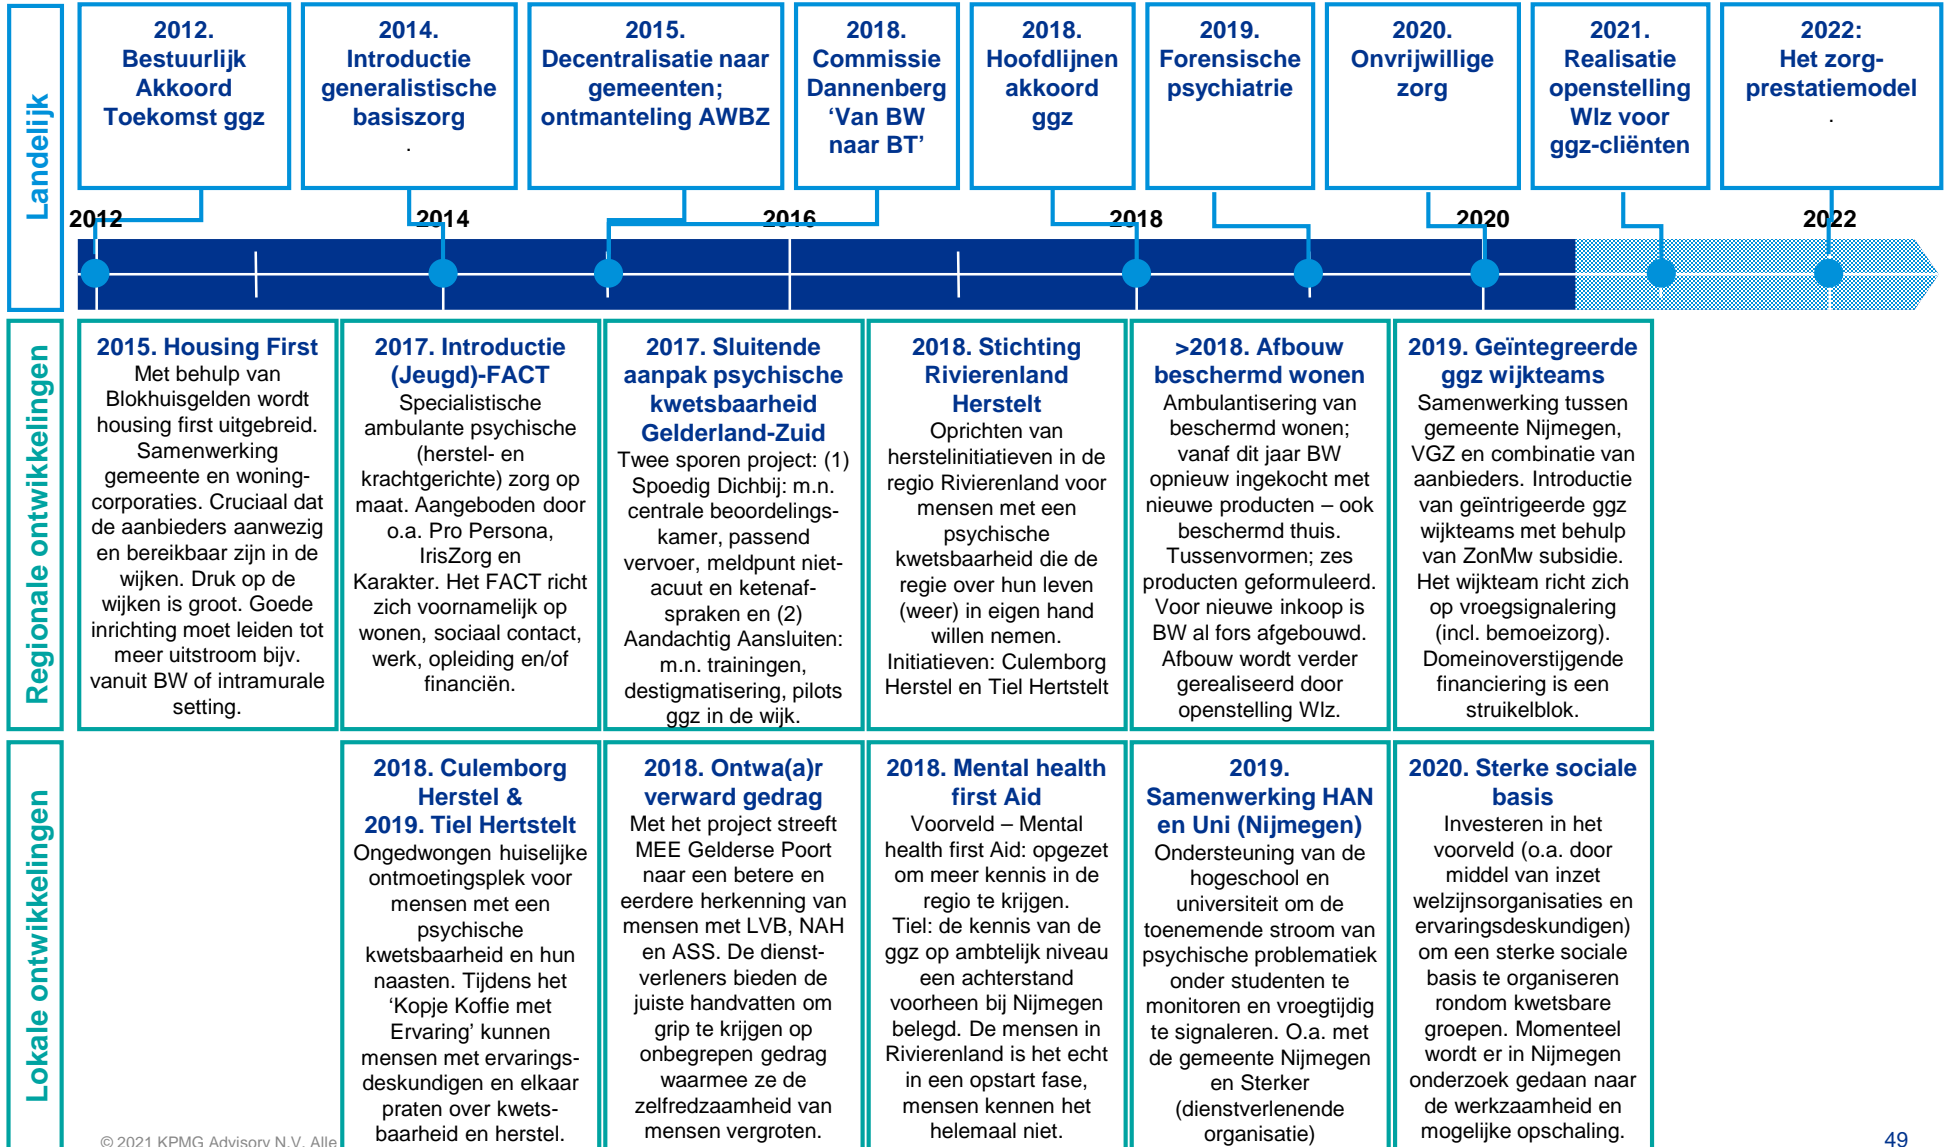 Landelijk
2012.
Bestuurlijk
Akkoord
Toekomst ggz
2014.
Introductie
generalistische
basiszorg
.
2015.
Decentralisatie naar
gemeenten;
ontmanteling AWBZ
2018.
Commissie
Dannenberg
‘Van BW
naar BT’
2018.
Hoofdlijnen
akkoord
ggz
2019.
Forensische
psychiatrie
2020.
Onvrijwillige
zorg
2021.
Realisatie
openstelling
Wlz voor
ggz-cliënten
2022:
Het zorg-
prestatiemodel
.
2012 2014 2016 2018 2020 2022
Regionale ontwikkelingen
2015. Housing First
Met behulp van
Blokhuisgelden wordt
housing first uitgebreid.
Samenwerking
gemeente en woning-
corporaties. Cruciaal dat
de aanbieders aanwezig
en bereikbaar zijn in de
wijken. Druk op de
wijken is groot. Goede
inrichting moet leiden tot
meer uitstroom bijv.
vanuit BW of intramurale
setting.
2017. Introductie
(Jeugd)-FACT
Specialistische
ambulante psychische
(herstel- en
krachtgerichte) zorg op
maat. Aangeboden door
o.a. Pro Persona,
IrisZorg en
Karakter. Het FACT richt
zich voornamelijk op
wonen, sociaal contact,
werk, opleiding en/of
financiën.
2017. Sluitende
aanpak psychische
kwetsbaarheid
Gelderland-Zuid
Twee sporen project: (1)
Spoedig Dichbij: m.n.
centrale beoordelings-
kamer, passend
vervoer, meldpunt niet-
acuut en ketenaf-
spraken en (2)
Aandachtig Aansluiten:
m.n. trainingen,
destigmatisering, pilots
ggz in de wijk.
2018. Stichting
Rivierenland
Herstelt
Oprichten van
herstelinitiatieven in de
regio Rivierenland voor
mensen met een
psychische
kwetsbaarheid die de
regie over hun leven
(weer) in eigen hand
willen nemen.
Initiatieven: Culemborg
Herstel en Tiel Hertstelt
>2018. Afbouw
beschermd wonen
Ambulantisering van
beschermd wonen;
vanaf dit jaar BW
opnieuw ingekocht met
nieuwe producten – ook
beschermd thuis.
Tussenvormen; zes
producten geformuleerd.
Voor nieuwe inkoop is
BW al fors afgebouwd.
Afbouw wordt verder
gerealiseerd door
openstelling Wlz.
2019. Geïntegreerde
ggz wijkteams
Samenwerking tussen
gemeente Nijmegen,
VGZ en combinatie van
aanbieders. Introductie
van geïntrigeerde ggz
wijkteams met behulp
van ZonMw subsidie.
Het wijkteam richt zich
op vroegsignalering
(incl. bemoeizorg).
Domeinoverstijgende
financiering is een
struikelblok.
Lokale ontwikkelingen
2018. Culemborg
Herstel &
2019. Tiel Hertstelt
Ongedwongen huiselijke
ontmoetingsplek voor
mensen met een
psychische
kwetsbaarheid en hun
naasten. Tijdens het
‘Kopje Koffie met
Ervaring’ kunnen
mensen met ervarings-
deskundigen en elkaar
praten over kwets-
baarheid en herstel.
2018. Ontwa(a)r
verward gedrag
Met het project streeft
MEE Gelderse Poort
naar een betere en
eerdere herkenning van
mensen met LVB, NAH
en ASS. De dienst-
verleners bieden de
juiste handvatten om
grip te krijgen op
onbegrepen gedrag
waarmee ze de
zelfredzaamheid van
mensen vergroten.
2018. Mental health
first Aid
Voorveld – Mental
health first Aid: opgezet
om meer kennis in de
regio te krijgen.
Tiel: de kennis van de
ggz op ambtelijk niveau
een achterstand
voorheen bij Nijmegen
belegd. De mensen in
Rivierenland is het echt
in een opstart fase,
mensen kennen het
helemaal niet.
2019.
Samenwerking HAN
en Uni (Nijmegen)
Ondersteuning van de
hogeschool en
universiteit om de
toenemende stroom van
psychische problematiek
onder studenten te
monitoren en vroegtijdig
te signaleren. O.a. met
de gemeente Nijmegen
en Sterker
(dienstverlenende
organisatie)
2020. Sterke sociale
basis
Investeren in het
voorveld (o.a. door
middel van inzet
welzijnsorganisaties en
ervaringsdeskundigen)
om een sterke sociale
basis te organiseren
rondom kwetsbare
groepen. Momenteel
wordt er in Nijmegen
onderzoek gedaan naar
de werkzaamheid en
mogelijke opschaling.
© 2021 KPMG Advisory N.V. Alle
49